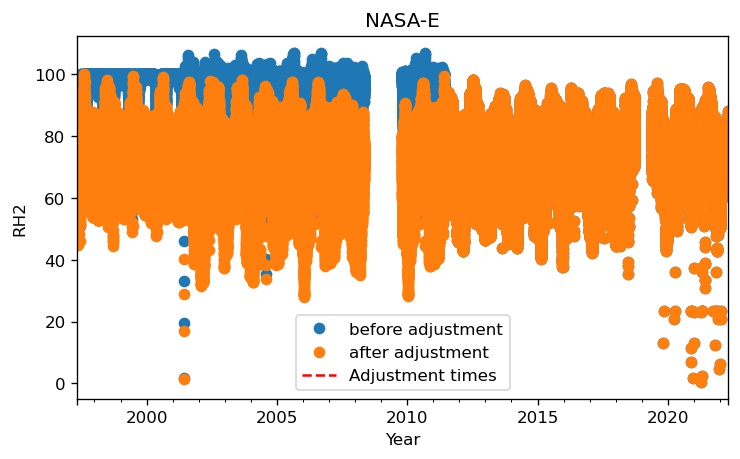 NASA-E
RH2
100
80
60
40
20
0
before adjustment
after adjustment
Adjustment times
2000
2005
2010
2015
2020
Year